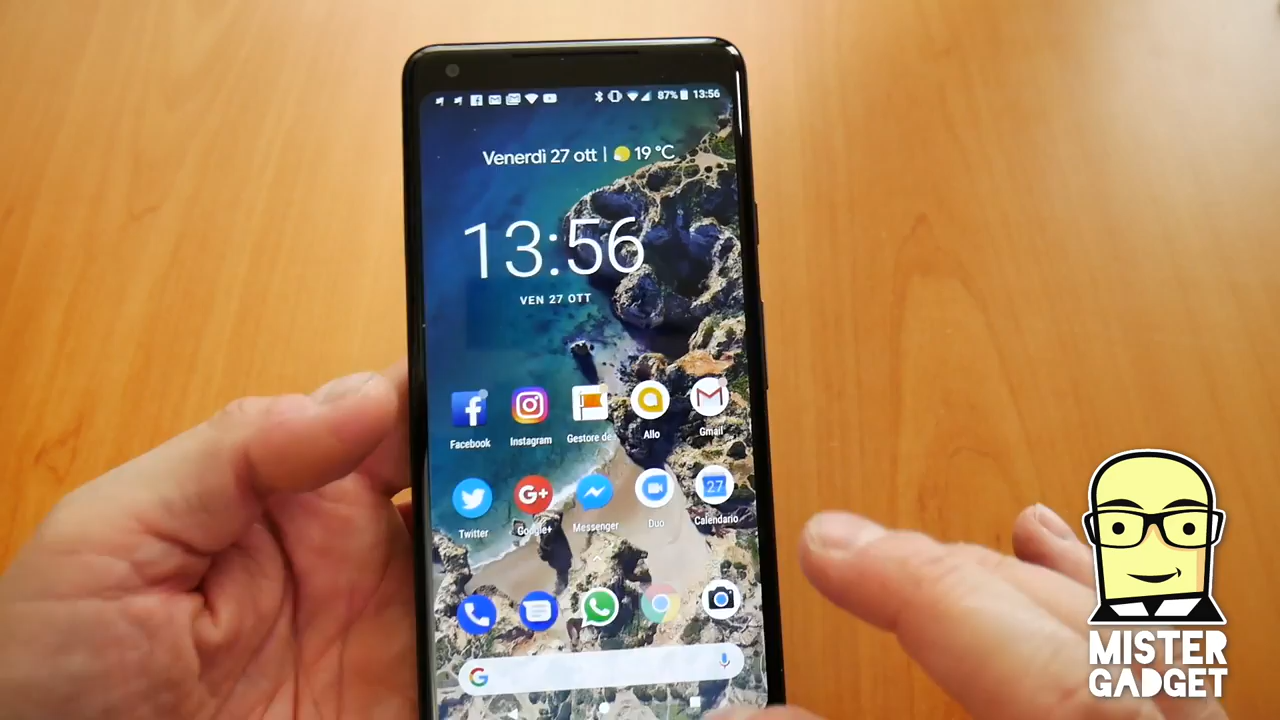 87% 13:56
Venerdì 27 ott | 19 °C
13:56
VEN 27 OTT
Facebook Instagram Gestore de Allo Gmail
G+ 27
Twitter Google+ Messenger Duo Calendario
G
MISTER
GADGET